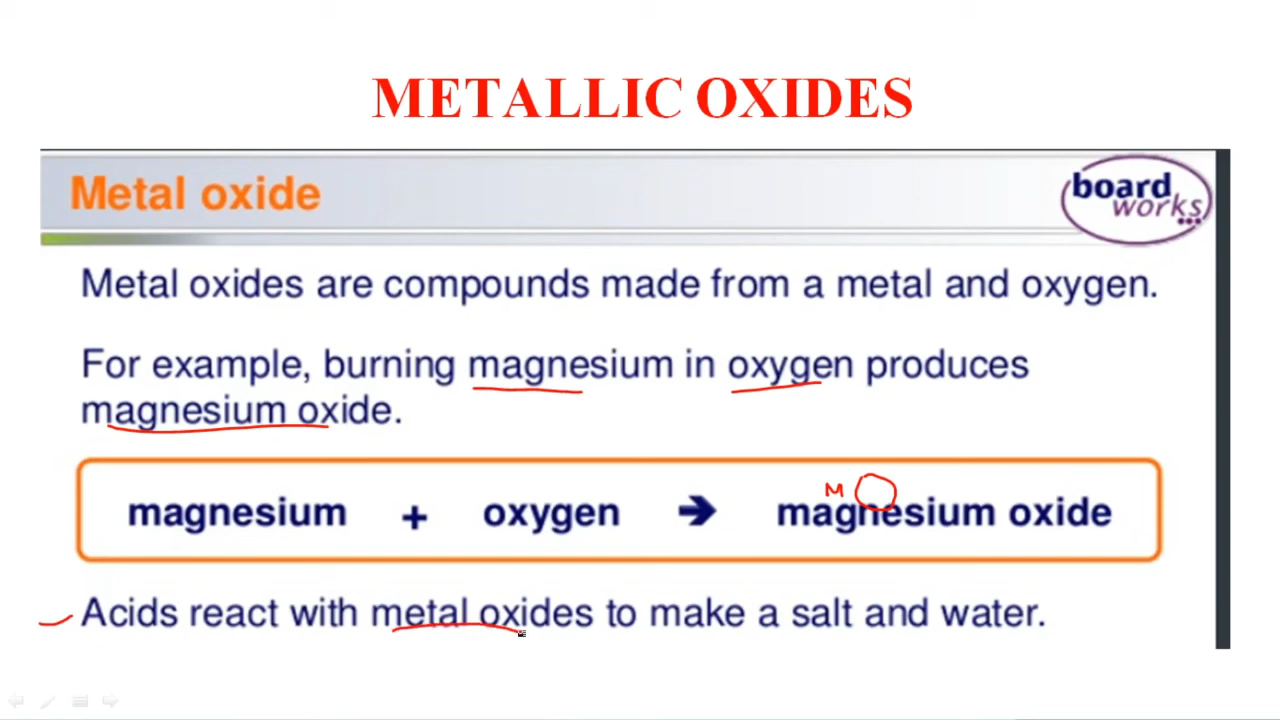 METALLIC OXIDES
Metal oxide
board
works
Metal oxides are compounds made from a metal and oxygen.
For example, burning magnesium in oxygen produces
magnesium oxide.
M O
magnesium + oxygen → magnesium oxide
Acids react with metal oxides to make a salt and water.